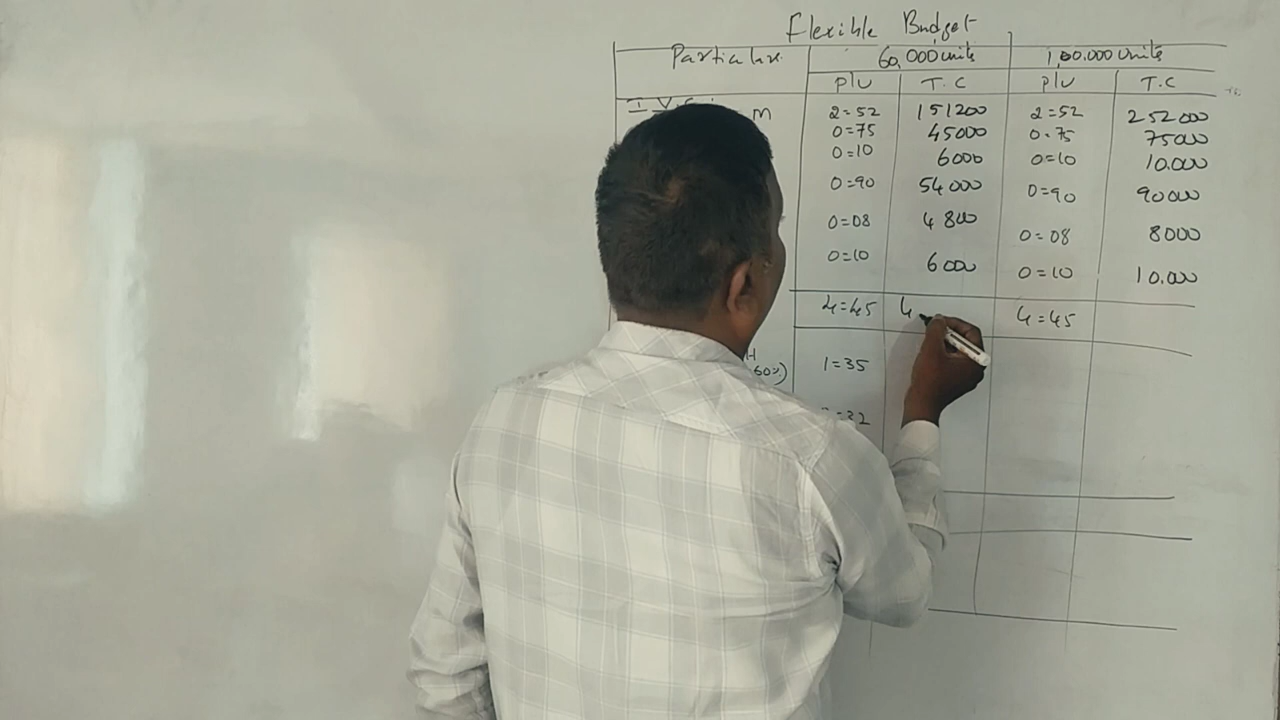 Flexible Budget
Particulars 60,000 units 1,00.000 units
P/U T.C P/U T.C
m 2=52 151200 2=52 252000
0=75 45000 0=75 75000
0=10 6000 0=10 10.000
0=90 54000 0=90 90000
0=08 4800 0=08 8000
0=10 6000 0=10 10.000
4=45 4 4=45
H
60%) 1=35